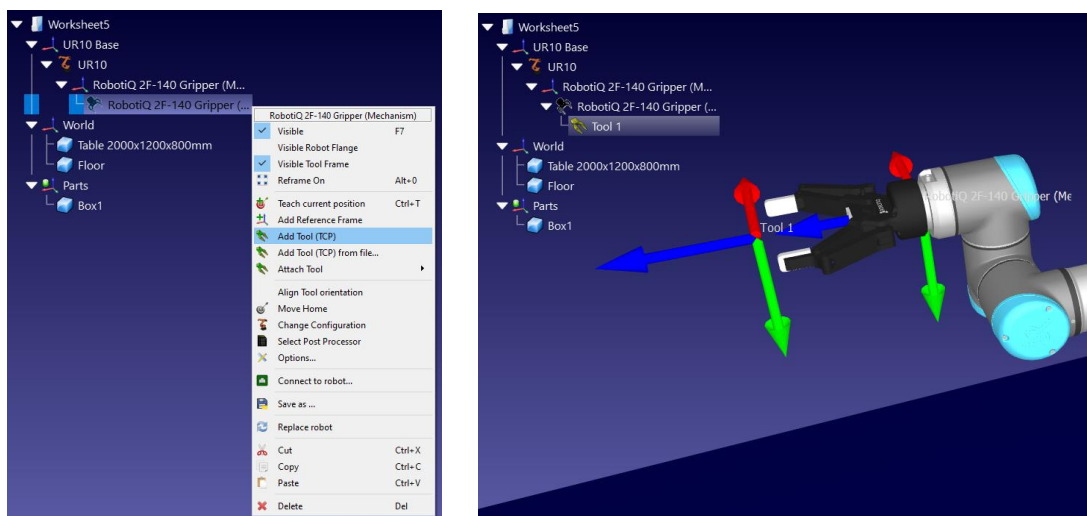 Worksheet5
UR10 Base
UR10
RobotiQ 2F-140 Gripper (M...
RobotiQ 2F-140 Gripper (...
World
Table 2000x1200x800mm
Floor
Parts
Box1
RobotiQ 2F-140 Gripper (Mechanism)
Visible F7
Visible Robot Flange
Visible Tool Frame
Reframe On Alt+0
Teach current position Ctrl+T
Add Reference Frame
Add Tool (TCP)
Add Tool (TCP) from file...
Attach Tool
Align Tool orientation
Move Home
Change Configuration
Select Post Processor
Options...
Connect to robot...
Save as ...
Replace robot
Cut Ctrl+X
Copy Ctrl+C
Paste Ctrl+V
Delete Del
Worksheet5
UR10 Base
UR10
RobotiQ 2F-140 Gripper (M...
RobotiQ 2F-140 Gripper (...
Tool 1
World
Table 2000x1200x800mm
Floor
Parts
Box1
RobotiQ 2F-140 Gripper (Me
Tool 1